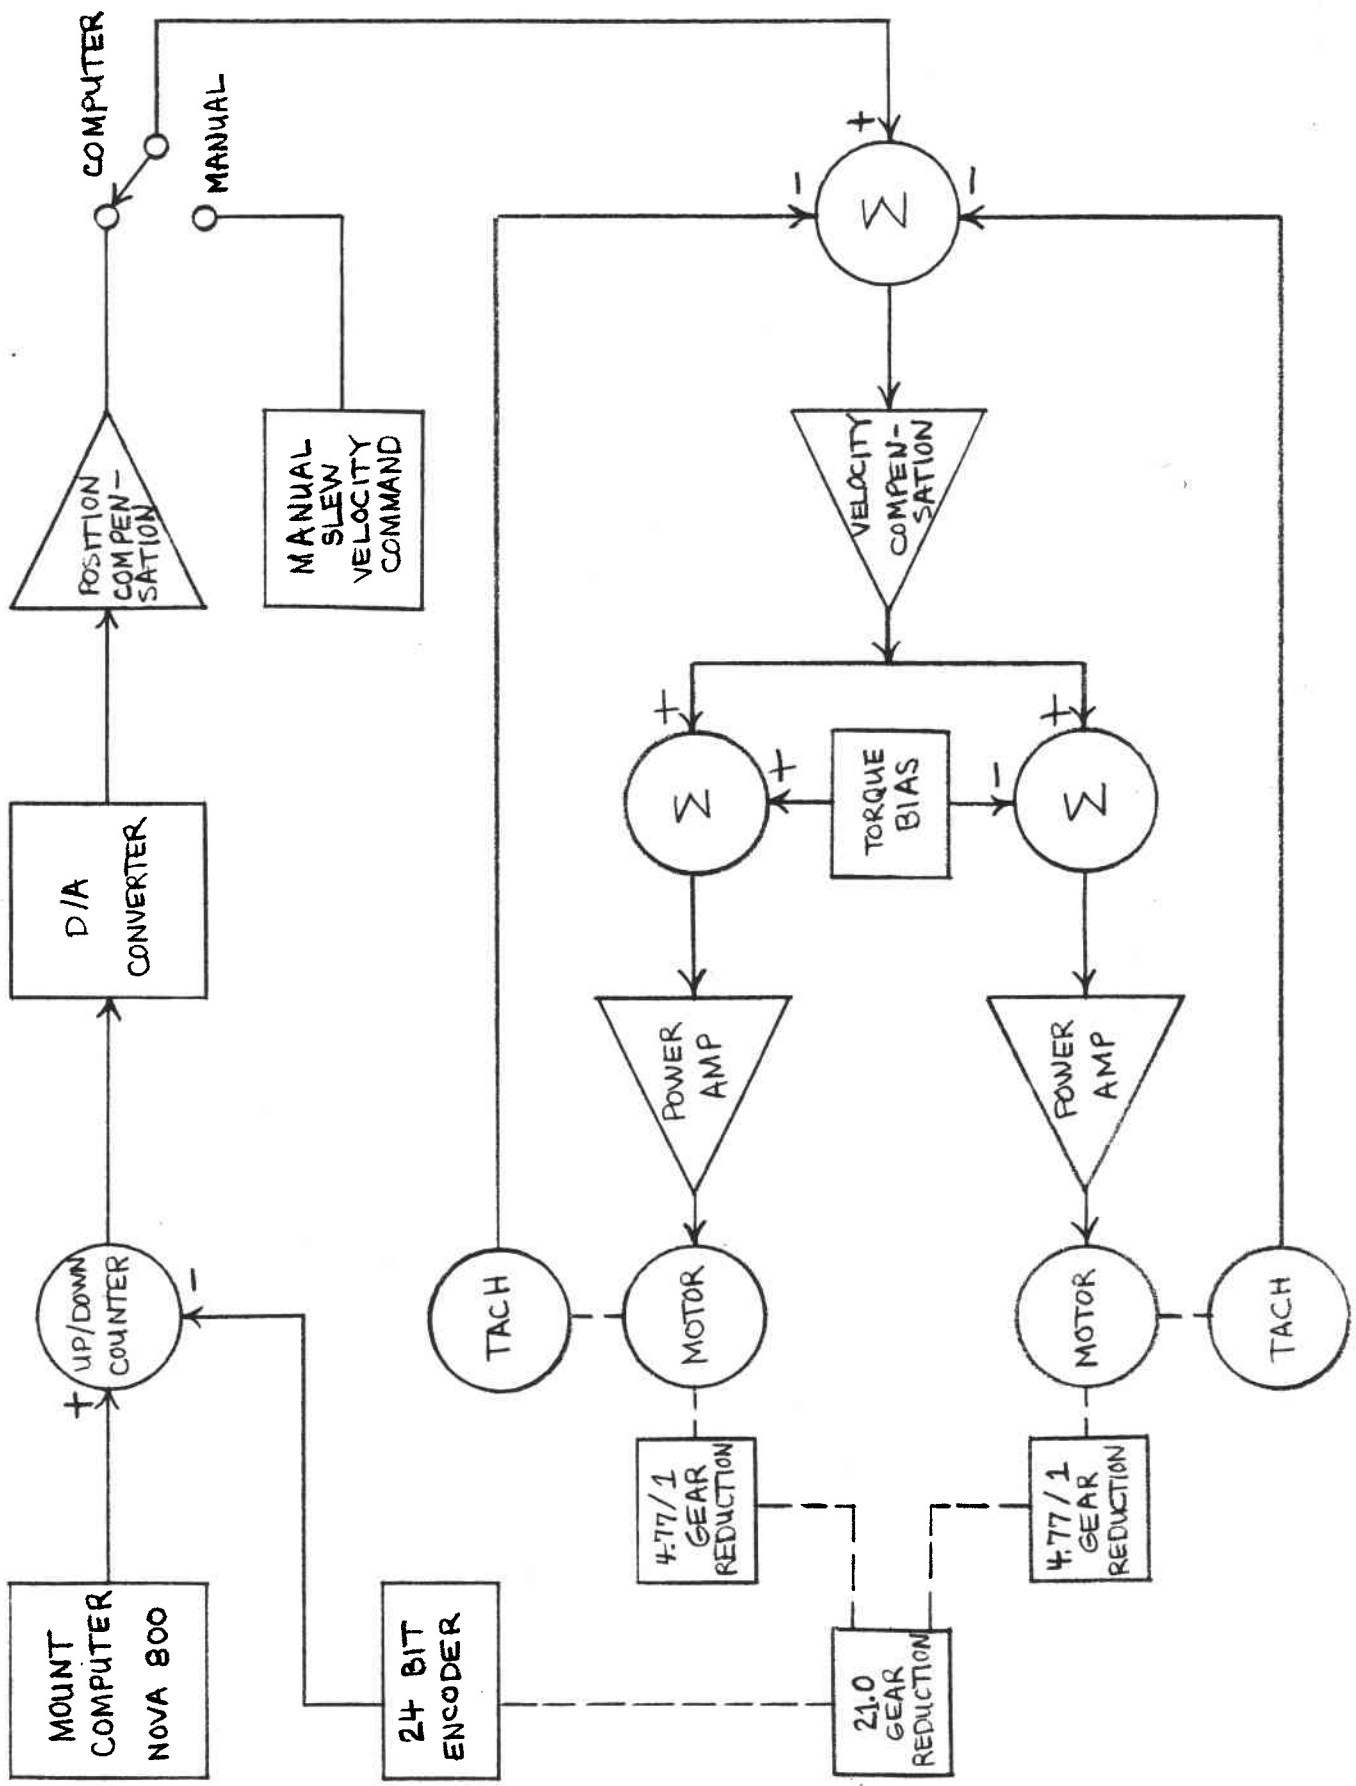 MOUNT
COMPUTER
NOVA 800
+
UP/DOWN
COUNTER
-
D/A
CONVERTER
POSITION
COMPEN-
SATION
COMPUTER
MANUAL
MANUAL
SLEW
VELOCITY
COMMAND
24 BIT
ENCODER
TACH
-
+
Σ
-
VELOCITY
COMPEN-
SATION
4.77/1
GEAR
REDUCTION
MOTOR
POWER
AMP
Σ
+
+
21.0
GEAR
REDUCTION
TORQUE
BIAS
-
+
Σ
4.77/1
GEAR
REDUCTION
MOTOR
POWER
AMP
TACH